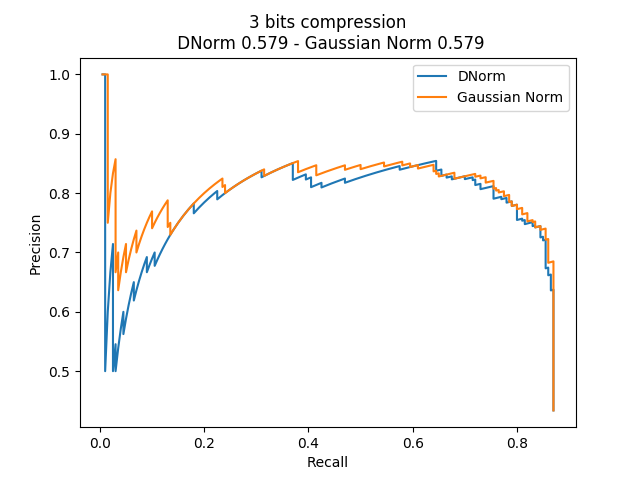 3 bits compression
DNorm 0.579 - Gaussian Norm 0.579
DNorm
Gaussian Norm
1.0
0.9
0.8
0.7
0.6
0.5
Precision
0.0 0.2 0.4 0.6 0.8
Recall